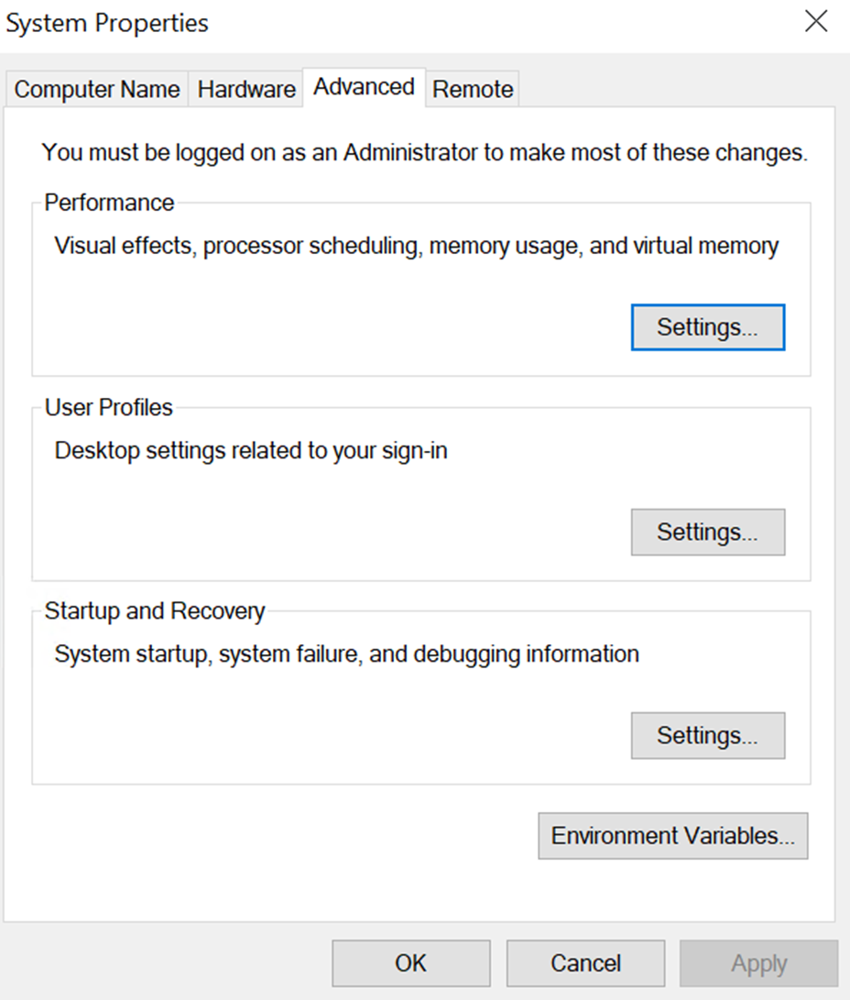 System Properties
Computer Name Hardware Advanced Remote
You must be logged on as an Administrator to make most of these changes.
Performance
Visual effects, processor scheduling, memory usage, and virtual memory
Settings...
User Profiles
Desktop settings related to your sign-in
Settings...
Startup and Recovery
System startup, system failure, and debugging information
Settings...
Environment Variables...
OK Cancel Apply